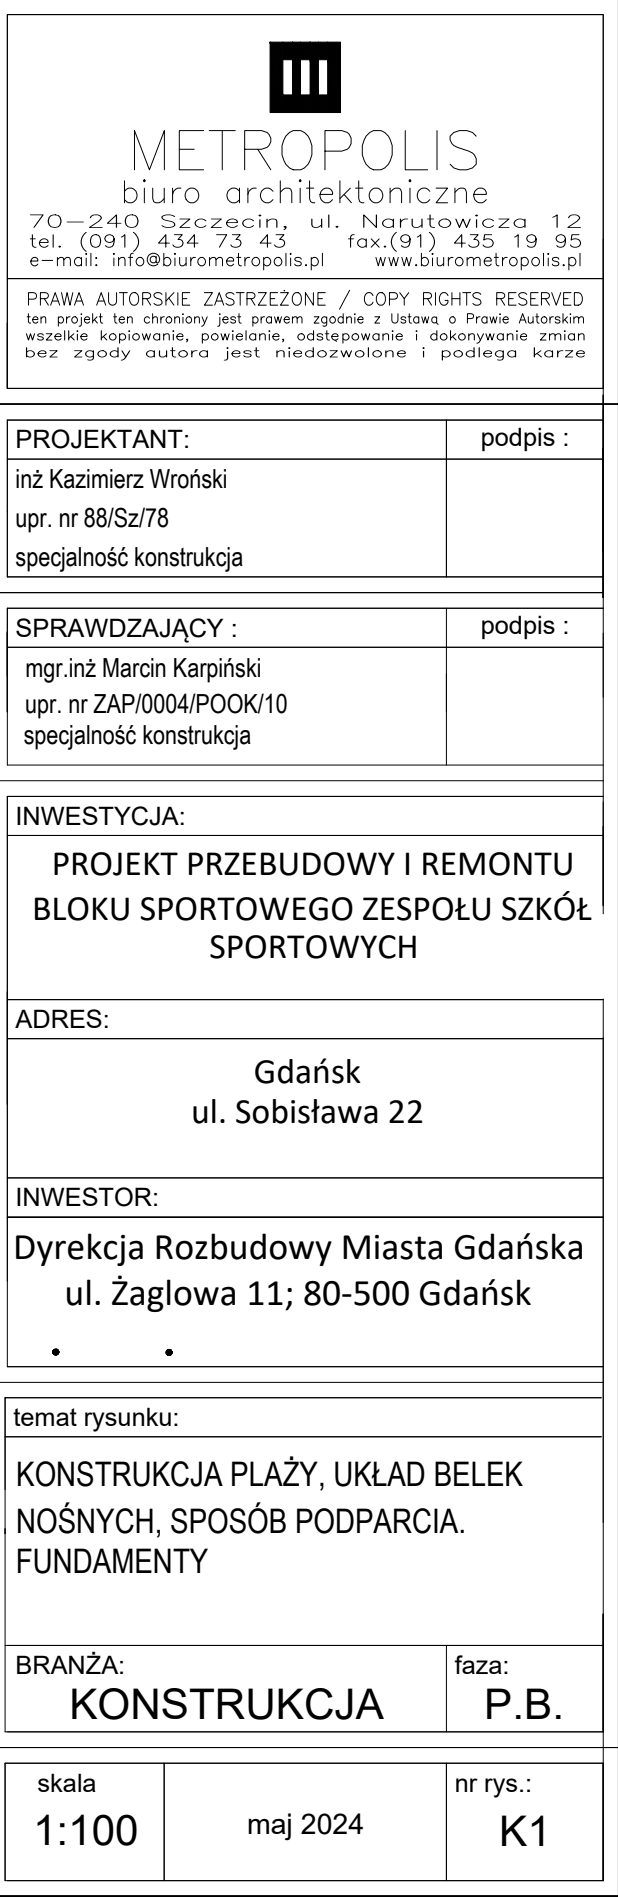 METROPOLIS
biuro architektoniczne
70-240 Szczecin, ul. Narutowicza 12
tel. (091) 434 73 43 fax.(91) 435 19 95
e-mail: info@biurometropolis.pl www.biurometropolis.pl
PRAWA AUTORSKIE ZASTRZEŻONE / COPY RIGHTS RESERVED
ten projekt ten chroniony jest prawem zgodnie z Ustawą o Prawie Autorskim
wszelkie kopiowanie, powielanie, odstępowanie i dokonywanie zmian
bez zgody autora jest niedozwolone i podlega karze
PROJEKTANT: podpis :
inż Kazimierz Wroński
upr. nr 88/Sz/78
specjalność konstrukcja
SPRAWDZAJĄCY : podpis :
mgr.inż Marcin Karpiński
upr. nr ZAP/0004/POOK/10
specjalność konstrukcja
INWESTYCJA:
PROJEKT PRZEBUDOWY I REMONTU
BLOKU SPORTOWEGO ZESPOŁU SZKÓŁ
SPORTOWYCH
ADRES:
Gdańsk
ul. Sobisława 22
INWESTOR:
Dyrekcja Rozbudowy Miasta Gdańska
ul. Żaglowa 11; 80-500 Gdańsk
temat rysunku:
KONSTRUKCJA PLAŻY, UKŁAD BELEK
NOŚNYCH, SPOSÓB PODPARCIA.
FUNDAMENTY
BRANŻA: faza:
KONSTRUKCJA P.B.
skala nr rys.:
1:100 maj 2024 K1